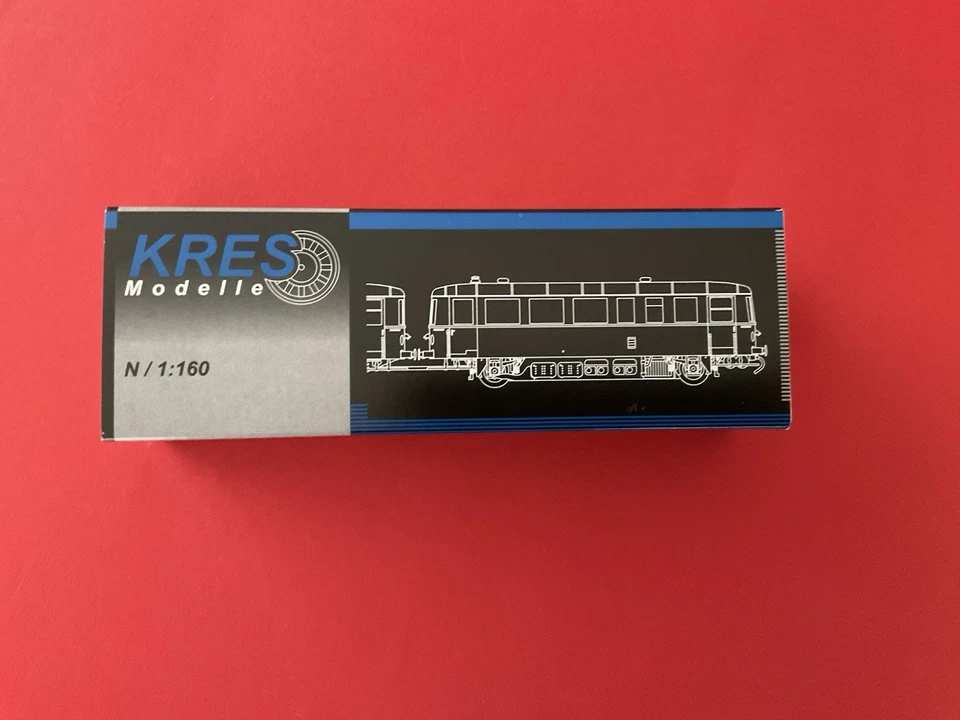 KRES
Modelle
N / 1:160